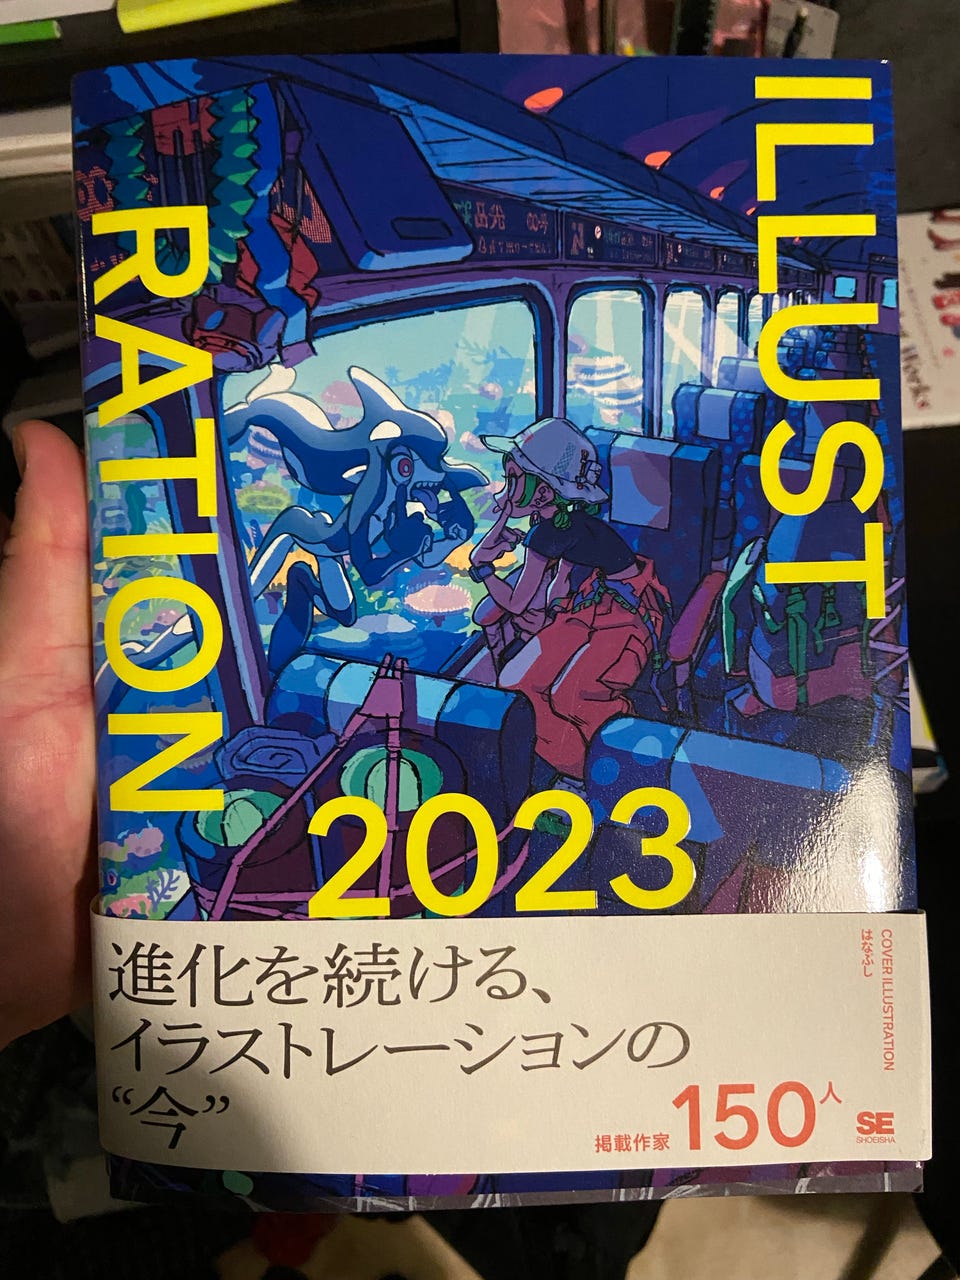 ILLUST
RATION
2023
進化を続ける、
イラストレーションの
“今”
掲載作家150人
COVER ILLUSTRATION
はなぶし
SE
SHOEISHA
Works